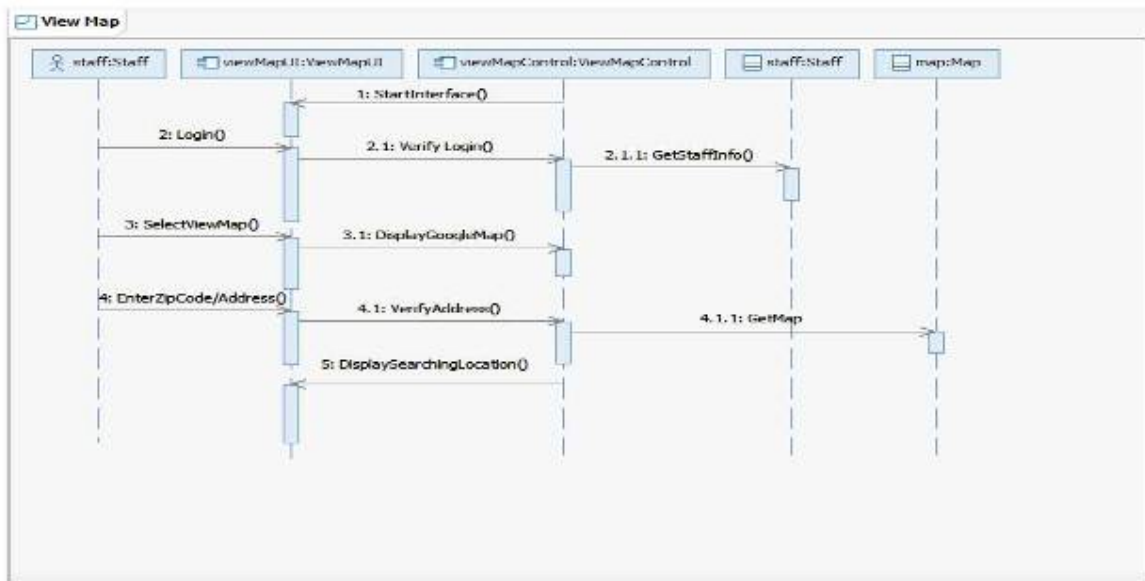 View Map
staff:Staff
viewMapUI:ViewMapUI
viewMapControl:ViewMapControl
staff:Staff
map:Map
1: StartInterface()
2: Login()
2.1: Verify Login()
2.1.1: GetStaffInfo()
3: SelectViewMap()
3.1: DisplayGoogleMap()
4: EnterZipCode/Address()
4.1: VerifyAddress()
4.1.1: GetMap
5: DisplaySearchingLocation()